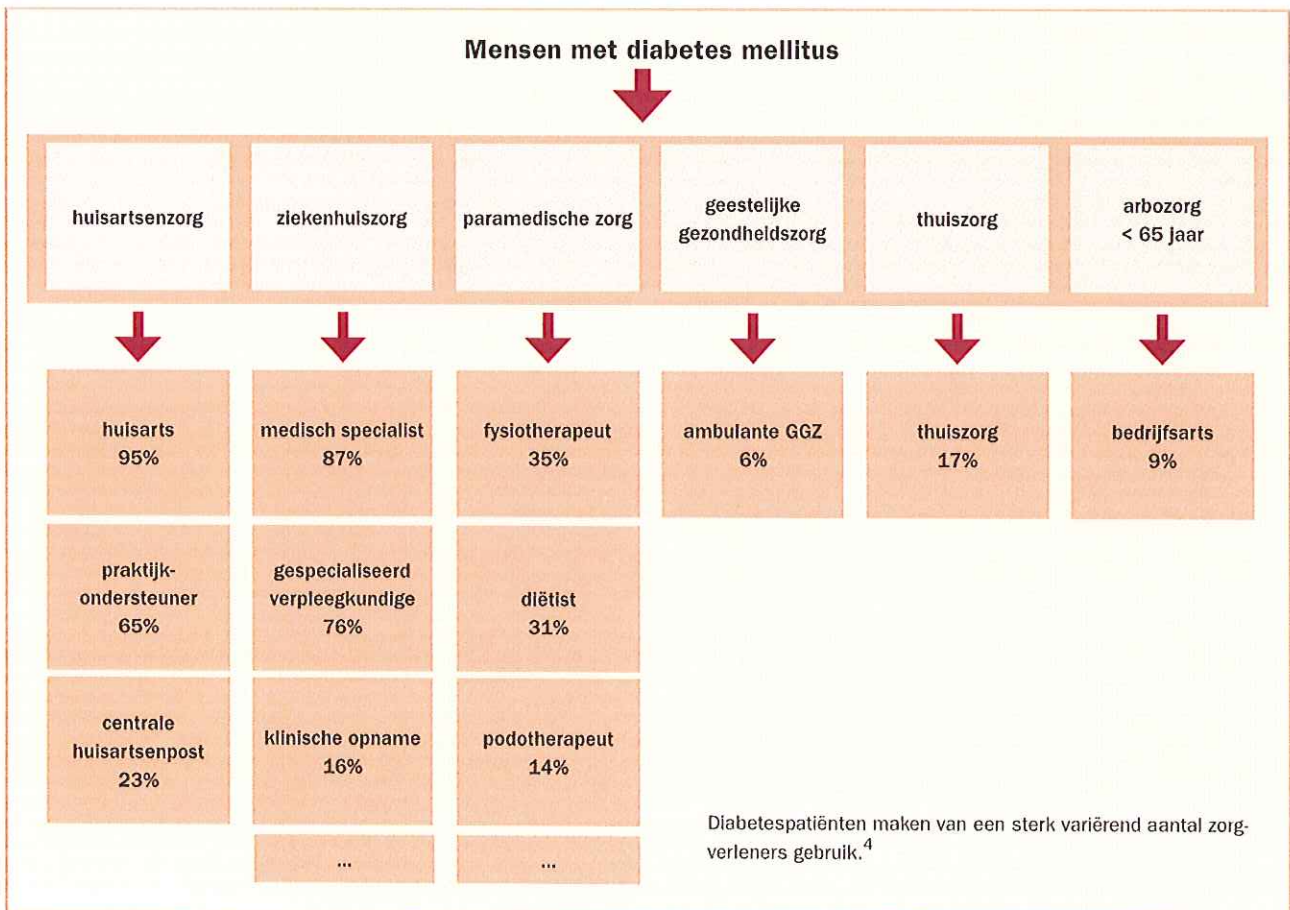 Mensen met diabetes mellitus
huisartsenzorg
ziekenhuiszorg
paramedische zorg
geestelijke
gezondheidszorg
thuiszorg
arbozorg
< 65 jaar
huisarts
95%
medisch specialist
87%
fysiotherapeut
35%
ambulante GGZ
6%
thuiszorg
17%
bedrijfsarts
9%
praktijk-
ondersteuner
65%
gespecialiseerd
verpleegkundige
76%
diëtist
31%
centrale
huisartsenpost
23%
klinische opname
16%
podotherapeut
14%
...
...
Diabetespatiënten maken van een sterk variërend aantal zorg-
verleners gebruik.4